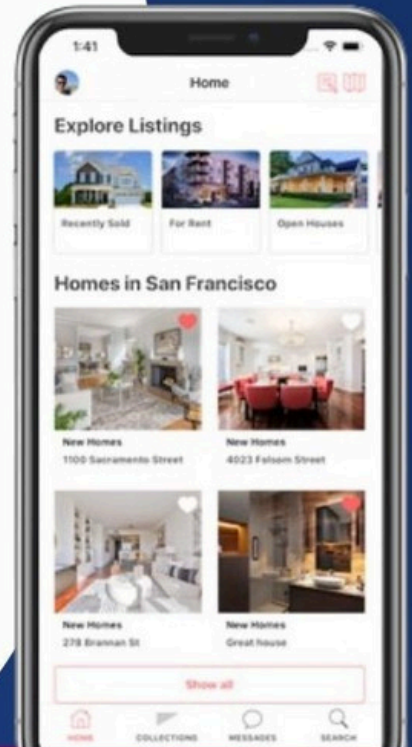 1:41
Home
Explore Listings
Recently Sold
For Rent
Open Houses
Homes in San Francisco
New Homes
1100 Sacramento Street
New Homes
4023 Folsom Street
New Homes
278 Brannan St
New Homes
Great house
Show all
HOME
COLLECTIONS
MESSAGES
SEARCH